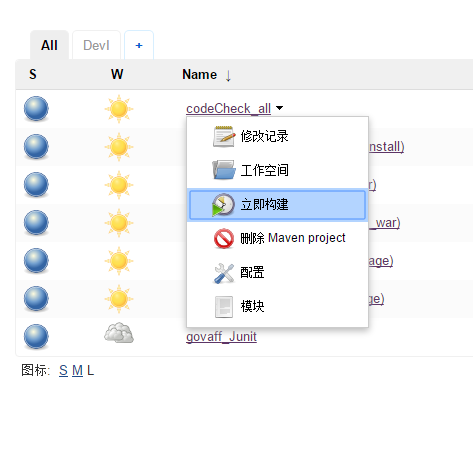 All DevI +
S W Name ↓
codeCheck_all
修改记录
nstall)
工作空间
r)
立即构建
_war)
删除 Maven project
age)
配置
ge)
模块
govaff_Junit
图标: S M L